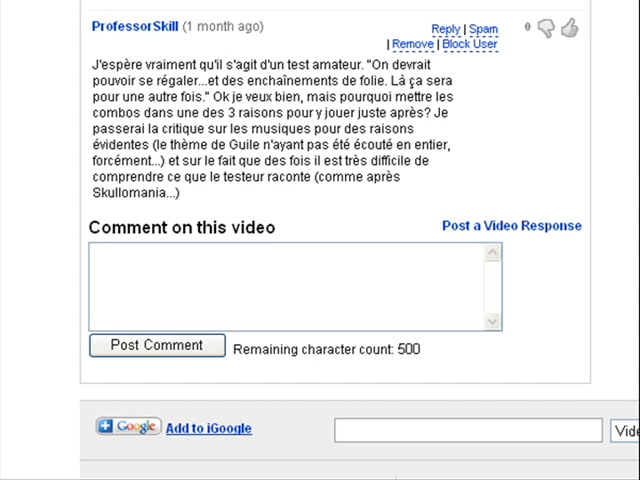 ProfessorSkill (1 month ago)
Reply | Spam
| Remove | Block User
0
J'espère vraiment qu'il s'agit d'un test amateur. "On devrait
pouvoir se régaler...et des enchaînements de folie. Là ça sera
pour une autre fois." Ok je veux bien, mais pourquoi mettre les
combos dans une des 3 raisons pour y jouer juste après? Je
passerai la critique sur les musiques pour des raisons
évidentes (le thème de Guile n'ayant pas été écouté en entier,
forcément...) et sur le fait que des fois il est très difficile de
comprendre ce que le testeur raconte (comme après
Skullomania...)
Comment on this video
Post a Video Response
Post Comment
Remaining character count: 500
Google
Add to iGoogle
Vide